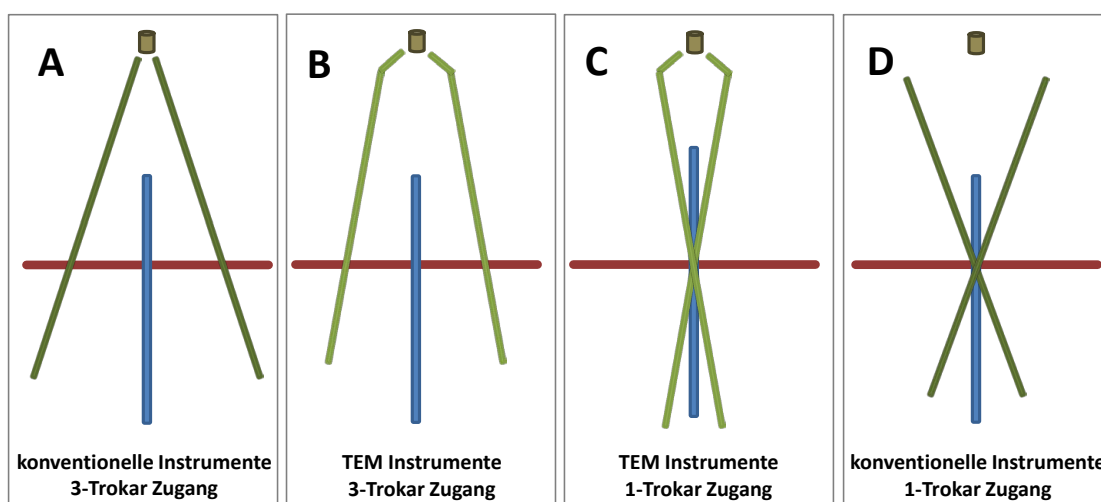 A
B
C
D
konventionelle Instrumente
3-Trokar Zugang
TEM Instrumente
3-Trokar Zugang
TEM Instrumente
1-Trokar Zugang
konventionelle Instrumente
1-Trokar Zugang